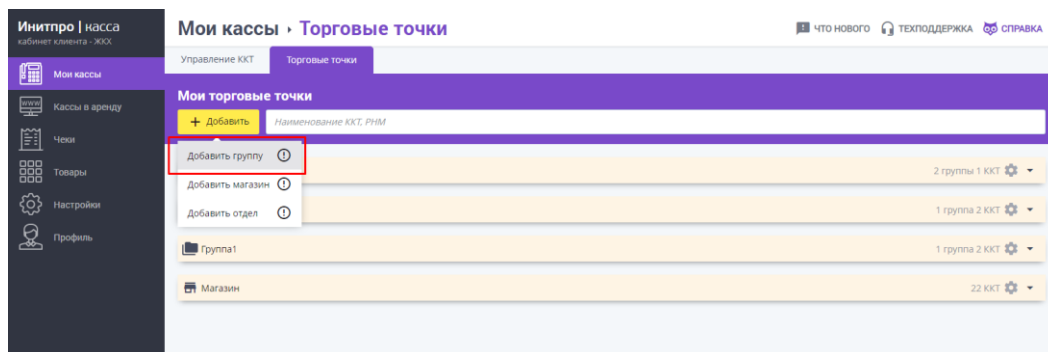 Инитпро | касса
кабинет клиента - ЖКХ
Мои кассы
Кассы в аренду
Чеки
Товары
Настройки
Профиль
Мои кассы › Торговые точки
ЧТО НОВОГО ТЕХПОДДЕРЖКА СПРАВКА
Управление ККТ Торговые точки
Мои торговые точки
+ Добавить Наименование ККТ, РНМ
Добавить группу
Добавить магазин
Добавить отдел
2 группы 1 ККТ
1 группа 2 ККТ
Группа1 1 группа 2 ККТ
Магазин 22 ККТ